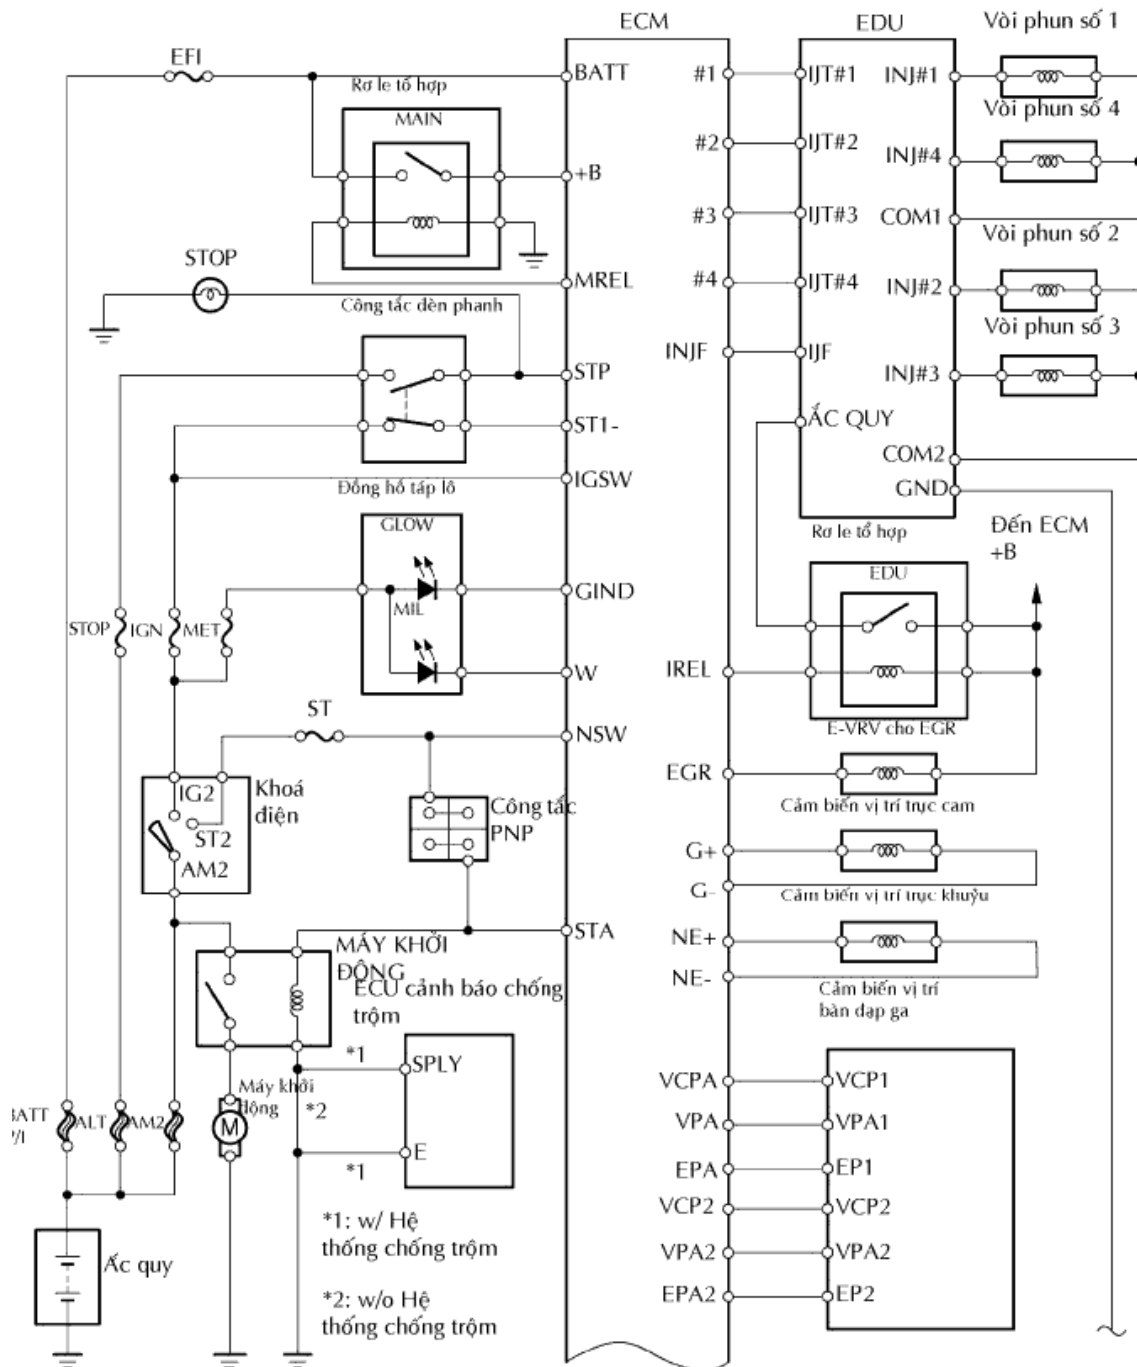 ECM
EDU
Vòi phun số 1
EFI
BATT
#1
IJT#1
INJ#1
Rơ le tổ hợp
MAIN
Vòi phun số 4
#2
IJT#2
INJ#4
+B
#3
IJT#3
COM1
Vòi phun số 2
STOP
MREL
#4
IJT#4
INJ#2
Công tắc đèn phanh
Vòi phun số 3
INJF
IJF
STP
INJ#3
ẮC QUY
ST1-
COM2
IGSW
GND
Đồng hồ táp lô
GLOW
Rơ le tổ hợp
Đến ECM
+B
EDU
GIND
MIL
STOP
IGN
MET
W
IREL
ST
NSW
E-VRV cho EGR
EGR
IG2
Khoá
điện
ST2
AM2
Công tắc
PNP
Cảm biến vị trí trục cam
G+
G-
Cảm biến vị trí trục khuỷu
STA
NE+
NE-
MÁY KHỞI
ĐỘNG
ECU cảnh báo chống
trộm
Cảm biến vị trí
bàn đạp ga
*1
SPLY
VCPA
VCP1
Máy khởi
động
*2
M
BATT
P/I
ALT
AM2
VPA
VPA1
E
*1
EPA
EP1
VCP2
VCP2
*1: w/ Hệ
thống chống trộm
VPA2
VPA2
Ắc quy
EPA2
EP2
*2: w/o Hệ
thống chống trộm